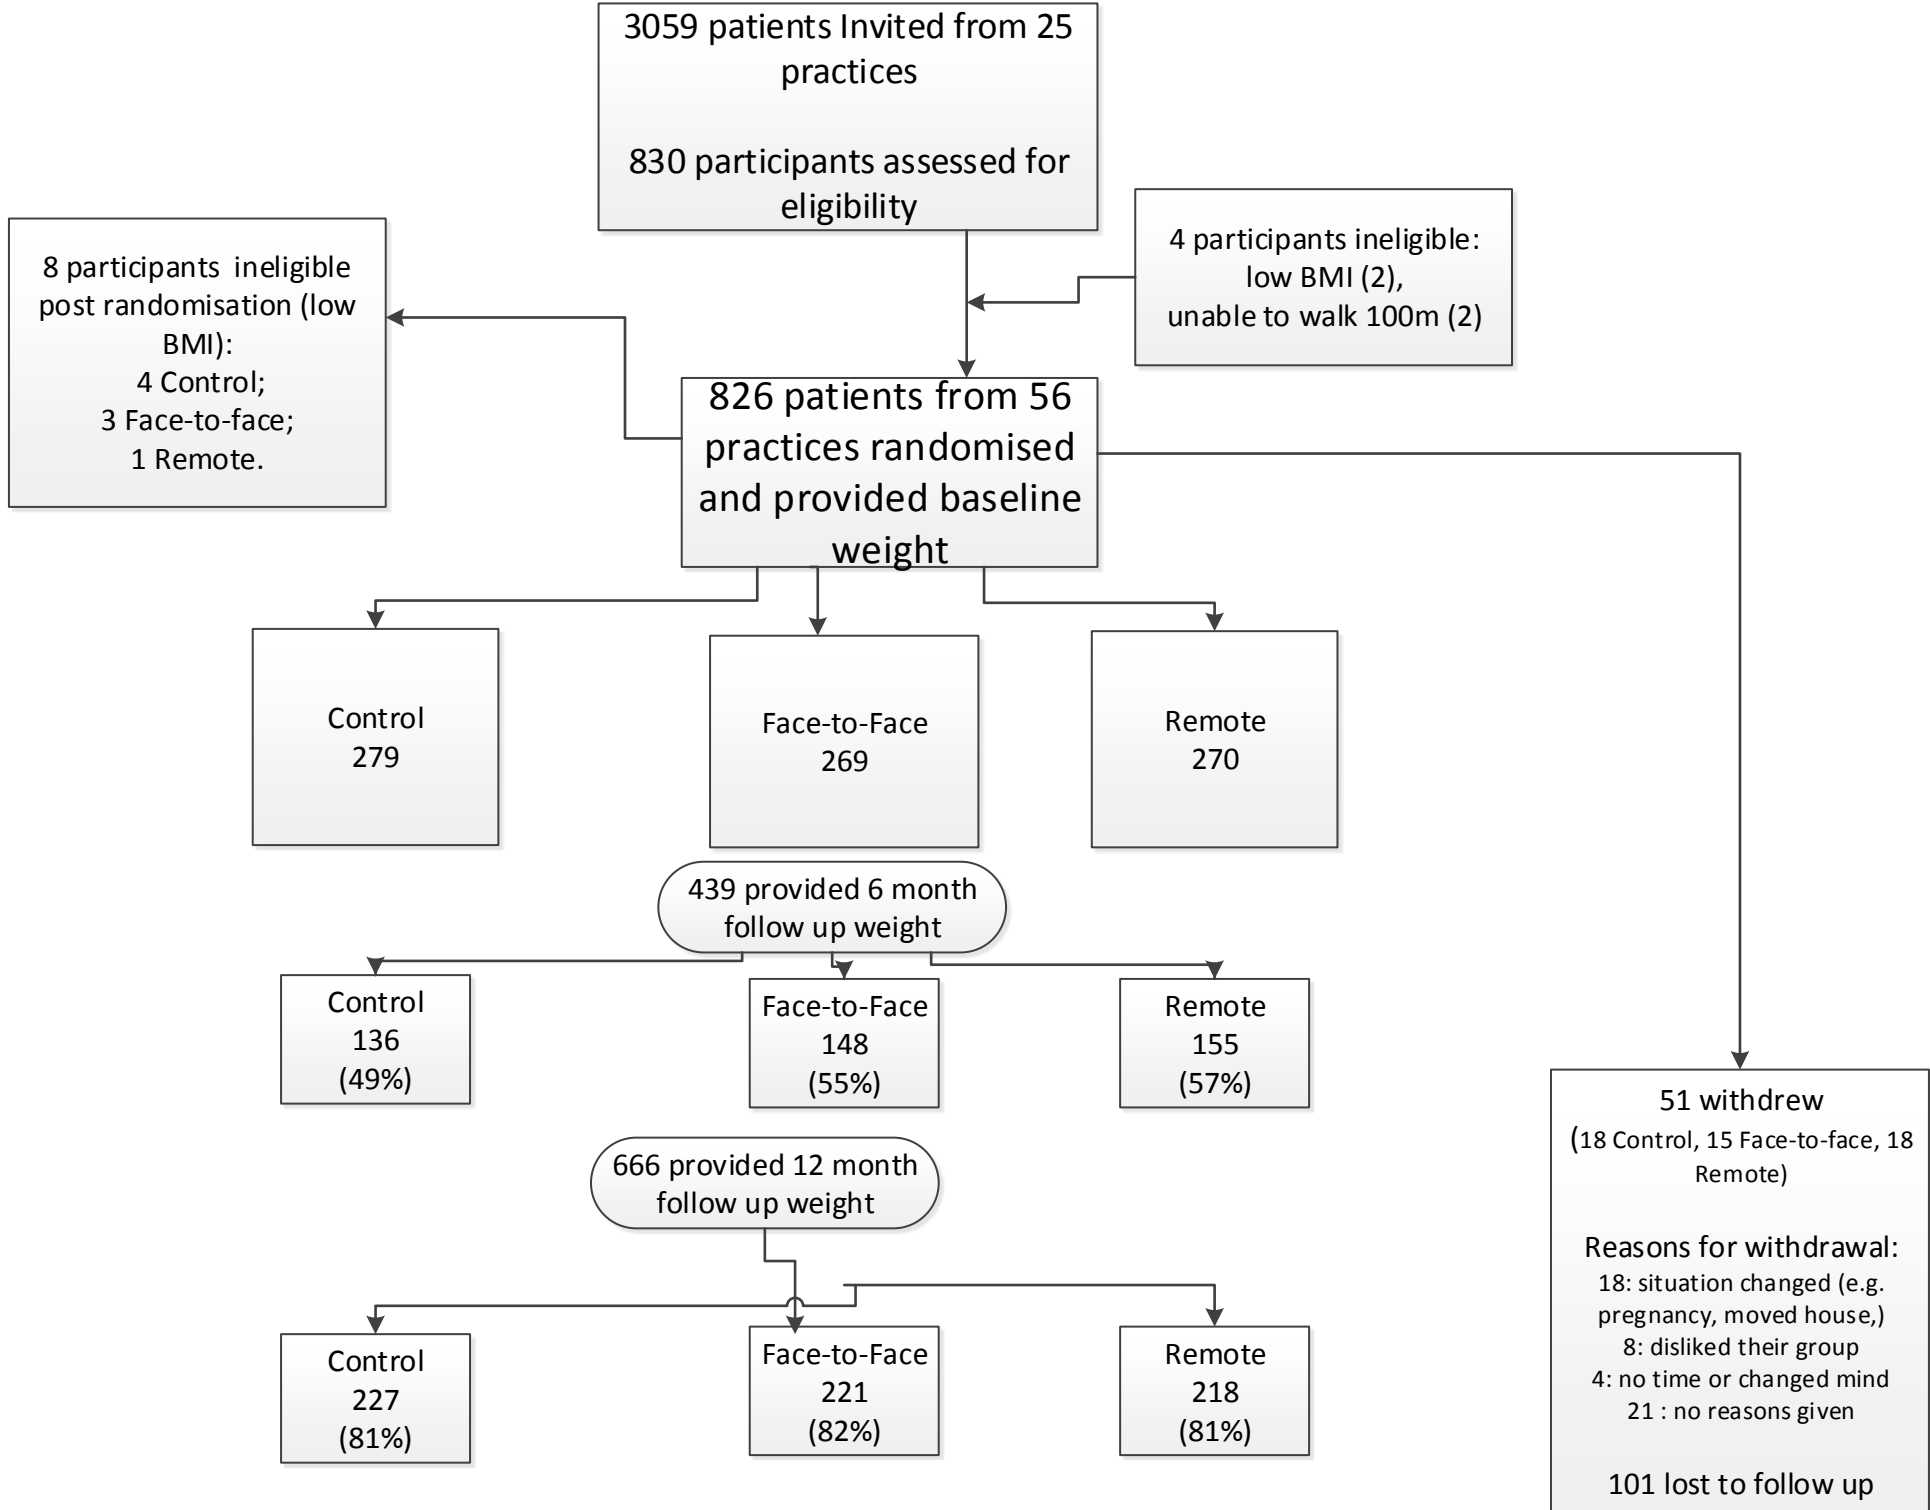 3059 patients Invited from 25
practices
830 participants assessed for
eligibility
4 participants ineligible:
low BMI (2),
unable to walk 100m (2)
8 participants ineligible
post randomisation (low
BMI):
4 Control;
3 Face-to-face;
1 Remote.
826 patients from 56
practices randomised
and provided baseline
weight
Control
279
Face-to-Face
269
Remote
270
439 provided 6 month
follow up weight
Control
136
(49%)
Face-to-Face
148
(55%)
Remote
155
(57%)
666 provided 12 month
follow up weight
Control
227
(81%)
Face-to-Face
221
(82%)
Remote
218
(81%)
51 withdrew
(18 Control, 15 Face-to-face, 18
Remote)
Reasons for withdrawal:
18: situation changed (e.g.
pregnancy, moved house,)
8: disliked their group
4: no time or changed mind
21 : no reasons given
101 lost to follow up